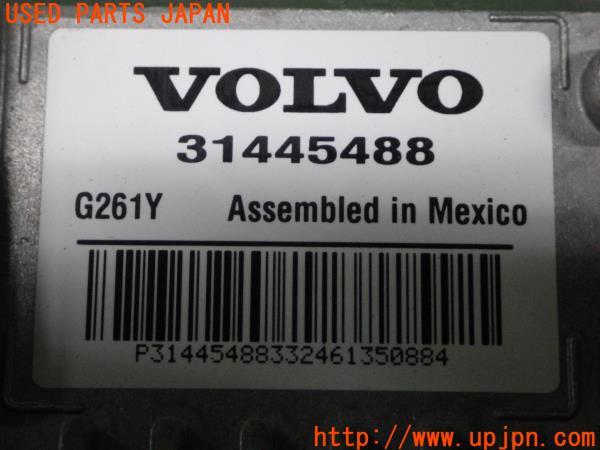 USED PARTS JAPAN
VOLVO
31445488
G261Y Assembled in Mexico
P31445488332461350884
http://www.upjpn.com